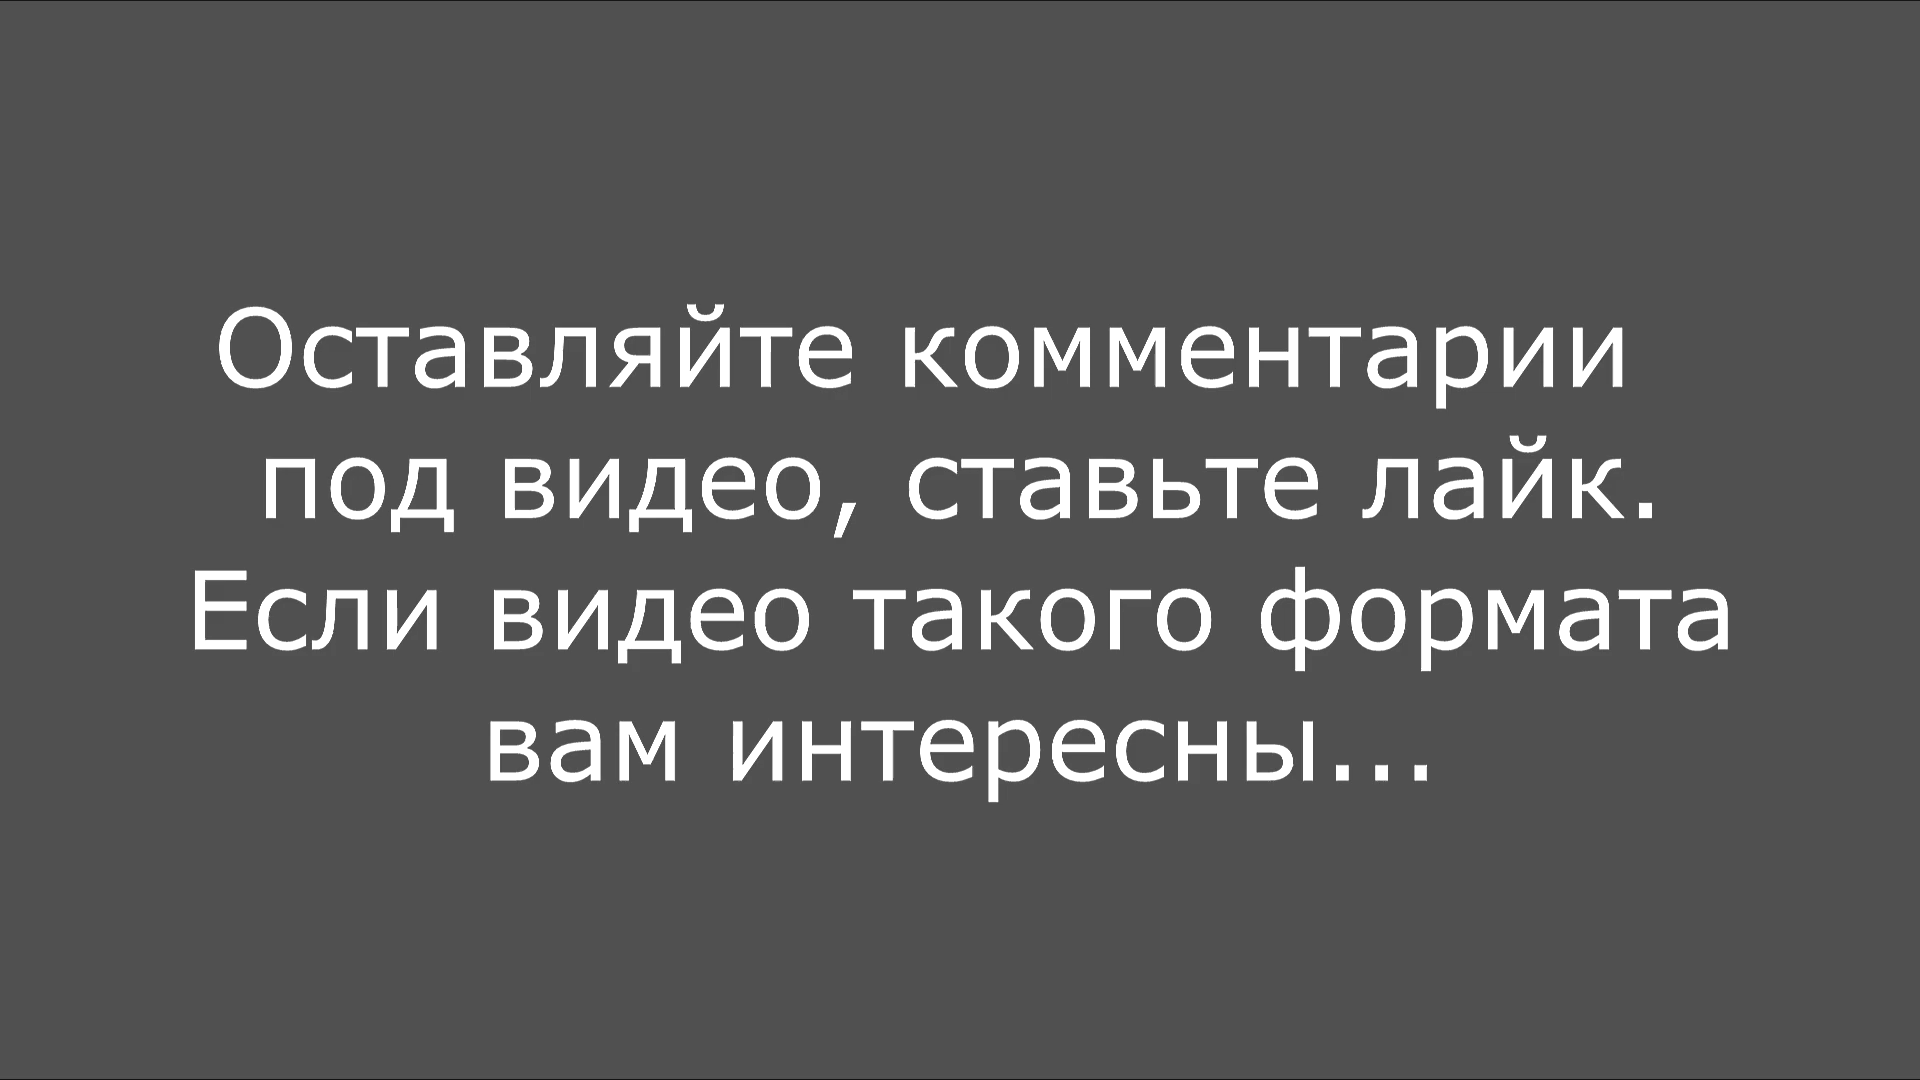 Оставляйте комментарии
под видео, ставьте лайк.
Если видео такого формата
вам интересны...